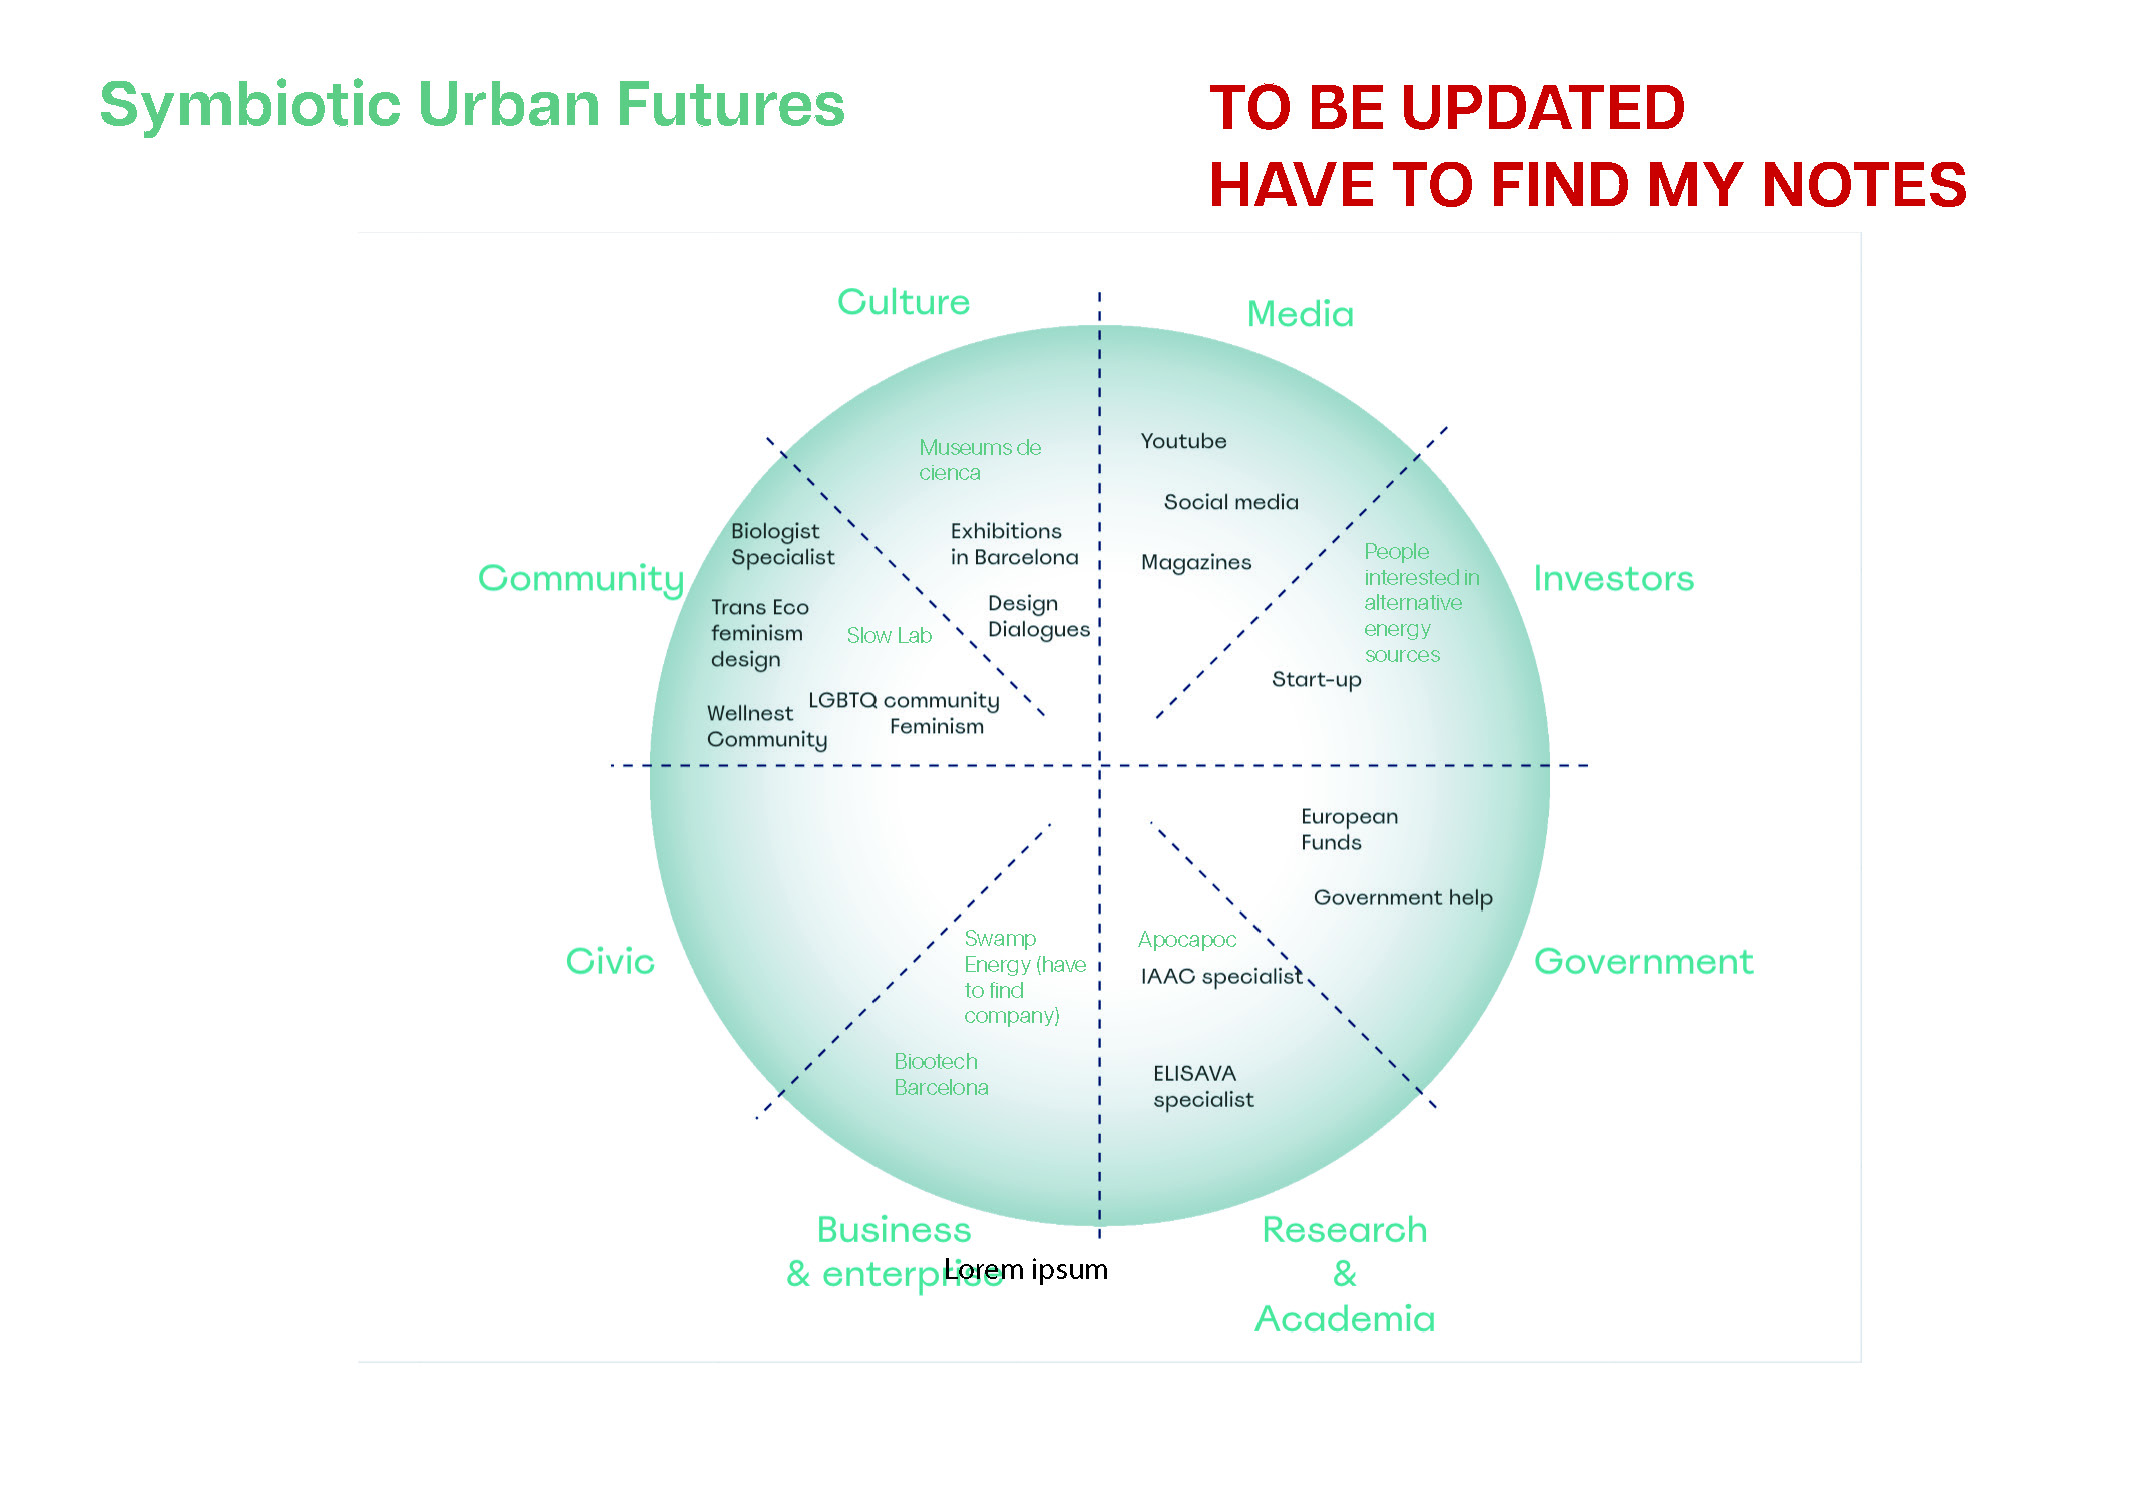 Symbiotic Urban Futures
TO BE UPDATED
HAVE TO FIND MY NOTES
Culture
Media
Museums de
cienca
Youtube
Social media
Magazines
Biologist
Specialist
Exhibitions
in Barcelona
Community
Trans Eco
feminism
design
Slow Lab
Design
Dialogues
People
interested in
alternative
energy
sources
Investors
Start-up
Wellnest
Community
LGBTQ community
Feminism
European
Funds
Government help
Civic
Swamp
Energy (have
to find
company)
Biootech
Barcelona
Apocapoc
IAAC specialist
ELISAVA
specialist
Government
Business
& enterprise
Lorem ipsum
Research
&
Academia